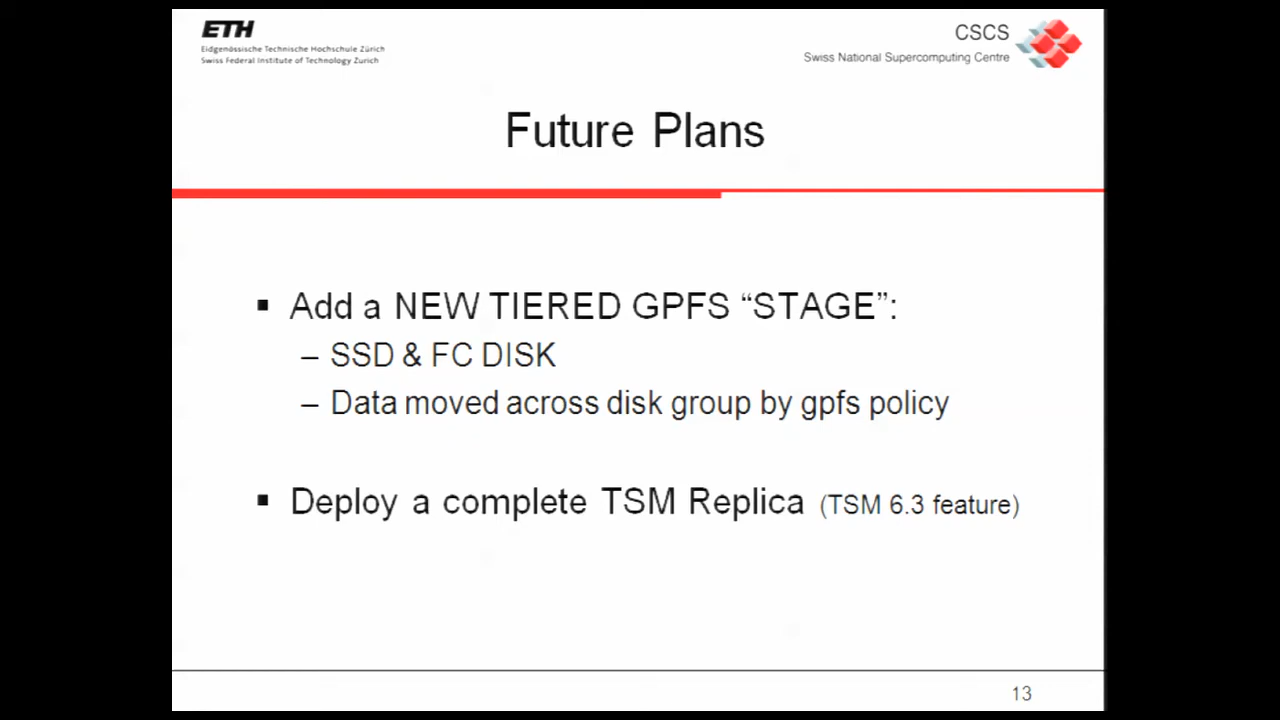 ETH
Eidgenössische Technische Hochschule Zürich
Swiss Federal Institute of Technology Zurich
CSCS
Swiss National Supercomputing Centre
Future Plans
▪ Add a NEW TIERED GPFS “STAGE”:
– SSD & FC DISK
– Data moved across disk group by gpfs policy
▪ Deploy a complete TSM Replica (TSM 6.3 feature)
13